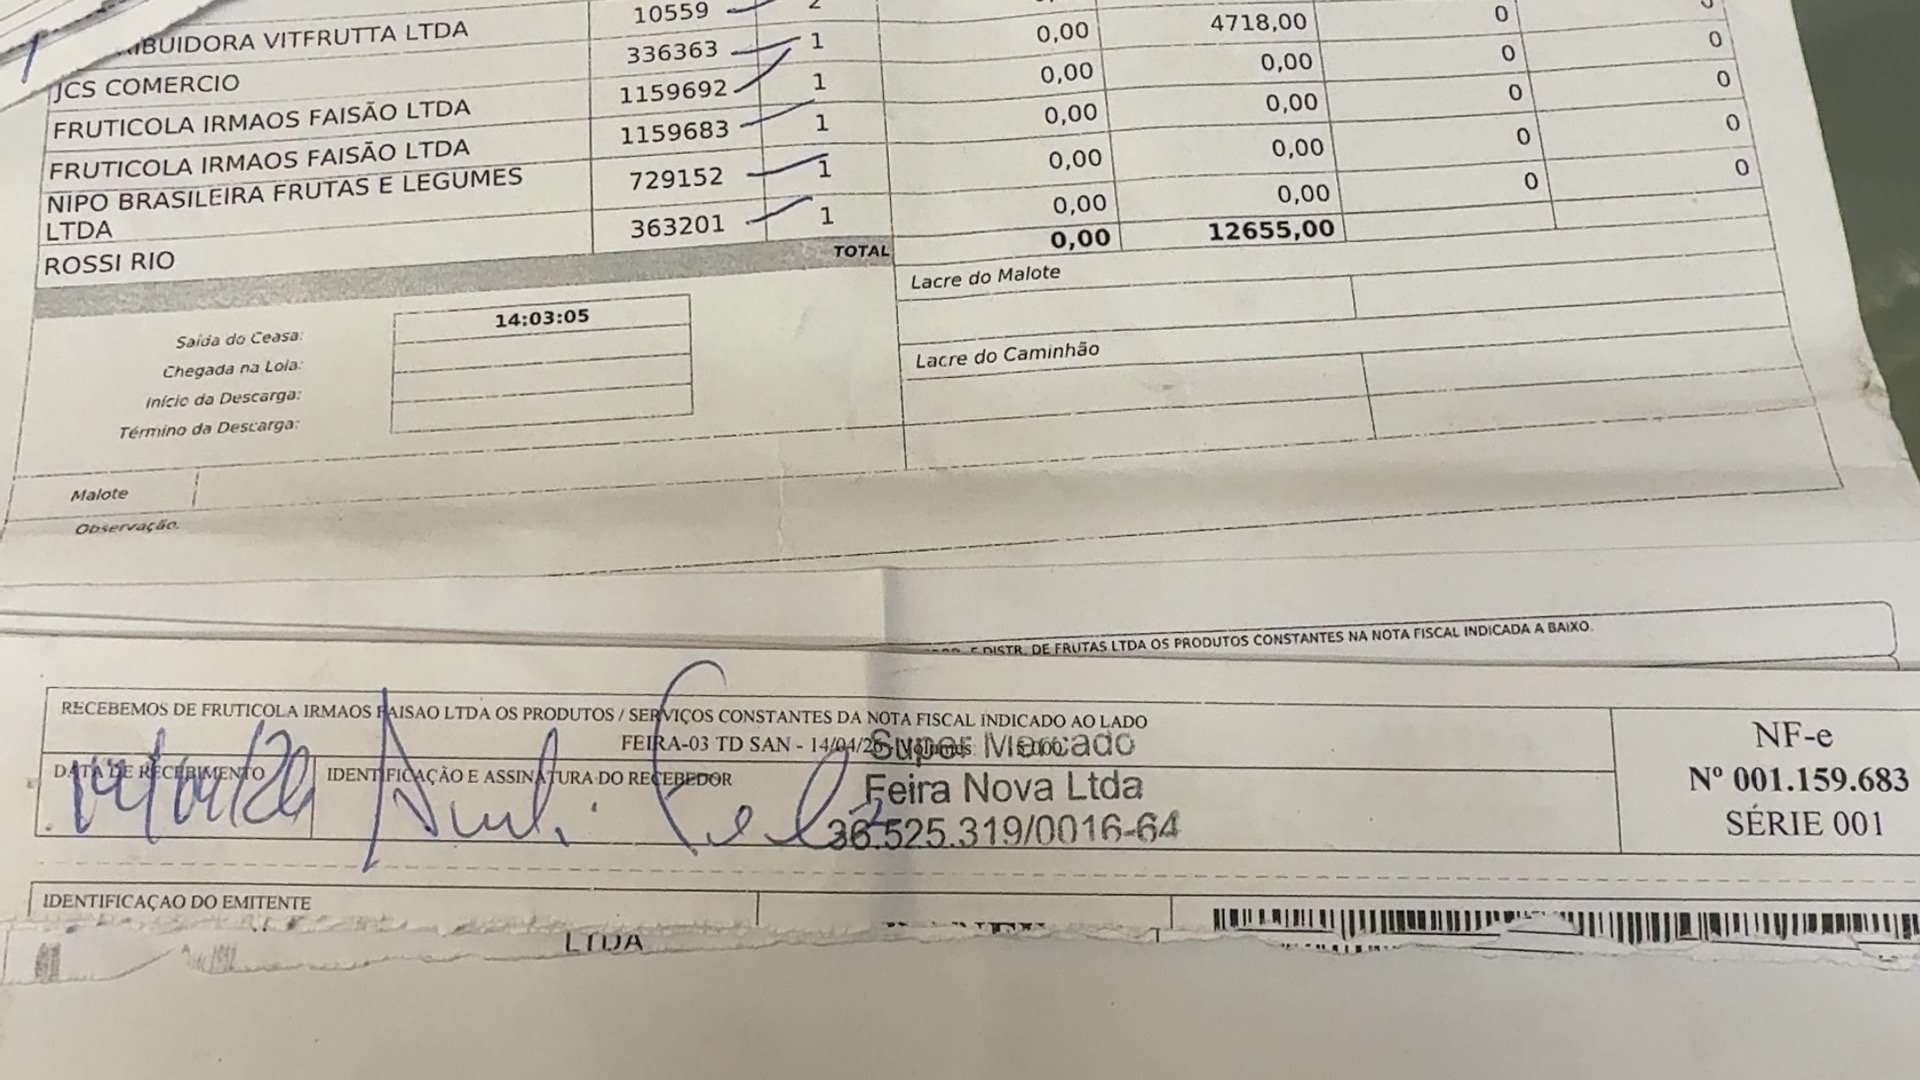 10559 2
IBUIDORA VITFRUTTA LTDA 336363 1 0,00 4718,00 0
JCS COMERCIO 1159692 1 0,00 0,00 0 0
FRUTICOLA IRMAOS FAISÃO LTDA 1159683 1 0,00 0,00 0 0
FRUTICOLA IRMAOS FAISÃO LTDA 729152 1 0,00 0,00 0 0
NIPO BRASILEIRA FRUTAS E LEGUMES
LTDA 363201 1 0,00 0,00 0 0
ROSSI RIO
TOTAL 0,00 12655,00
Lacre do Malote
Saída do Ceasa: 14:03:05
Chegada na Loja:
Lacre do Caminhão
Início da Descarga:
Término da Descarga:
Malote
Observação.
DISTR. DE FRUTAS LTDA OS PRODUTOS CONSTANTES NA NOTA FISCAL INDICADA A BAIXO.
RECEBEMOS DE FRUTICOLA IRMAOS FAISAO LTDA OS PRODUTOS / SERVIÇOS CONSTANTES DA NOTA FISCAL INDICADO AO LADO
FEIRA-03 TD SAN - 14/04/26
Super Mercado
Feira Nova Ltda
36.525.319/0016-64
DATA DE RECEBIMENTO
14/04/26
IDENTIFICAÇÃO E ASSINATURA DO RECEBEDOR
NF-e
Nº 001.159.683
SÉRIE 001
IDENTIFICAÇAO DO EMITENTE
LTDA